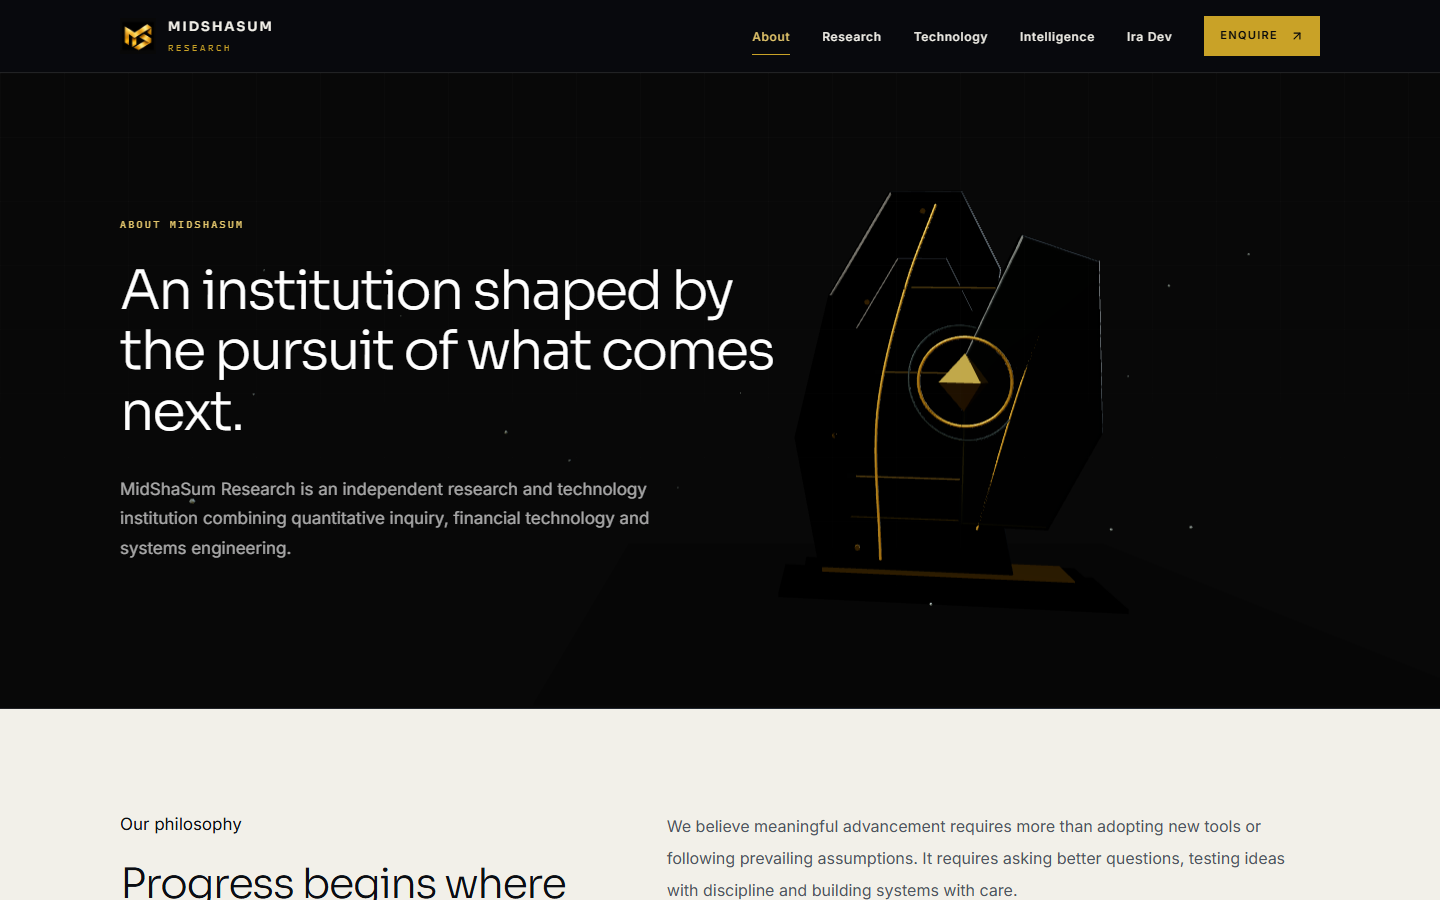 MIDSHASUM
RESEARCH
About
Research
Technology
Intelligence
Ira Dev
ENQUIRE
ABOUT MIDSHASUM
An institution shaped by
the pursuit of what comes
next.
MidShaSum Research is an independent research and technology
institution combining quantitative inquiry, financial technology and
systems engineering.
Our philosophy
Progress begins where
We believe meaningful advancement requires more than adopting new tools or
following prevailing assumptions. It requires asking better questions, testing ideas
with discipline and building systems with care.